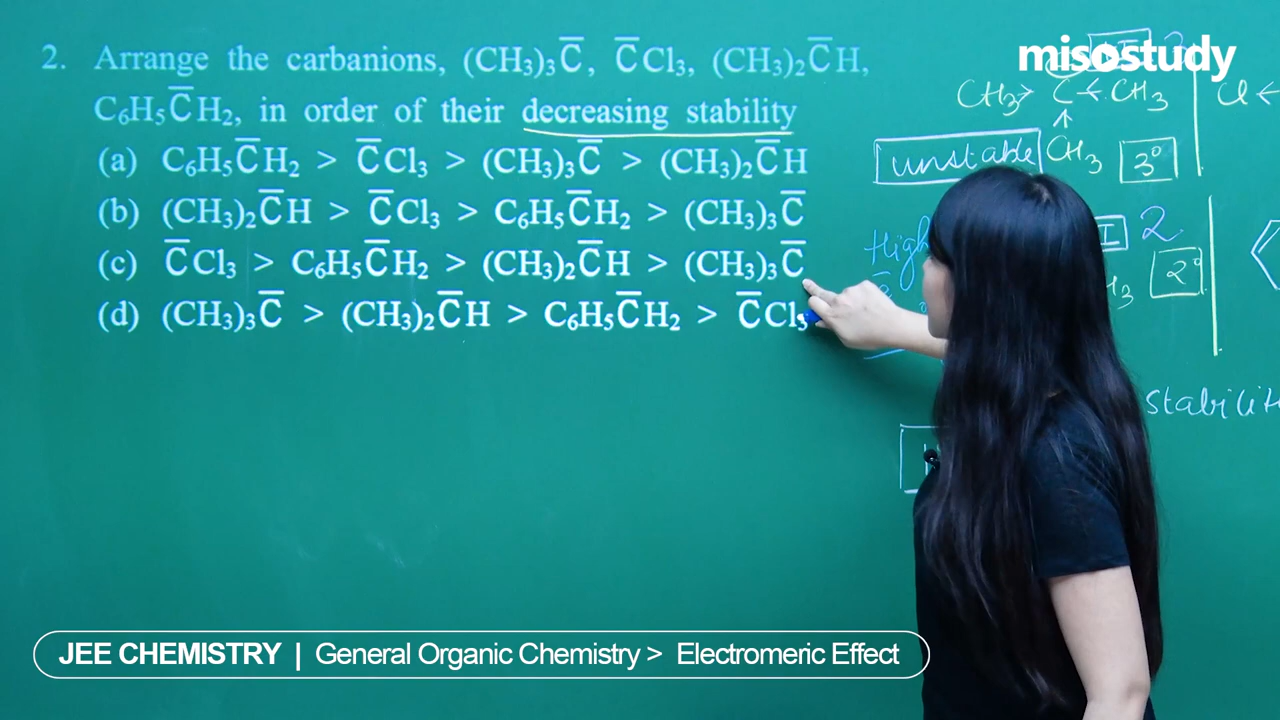 misostudy
2. Arrange the carbanions, (CH₃)₃C̅, C̅Cl₃, (CH₃)₂C̅H,
C₆H₅C̅H₂, in order of their decreasing stability
(a) C₆H₅C̅H₂ > C̅Cl₃ > (CH₃)₃C̅ > (CH₃)₂C̅H
(b) (CH₃)₂C̅H > C̅Cl₃ > C₆H₅C̅H₂ > (CH₃)₃C̅
(c) C̅Cl₃ > C₆H₅C̅H₂ > (CH₃)₂C̅H > (CH₃)₃C̅
(d) (CH₃)₃C̅ > (CH₃)₂C̅H > C₆H₅C̅H₂ > C̅Cl₃
CH₃ > C < CH₃
Cl <
↑
unstable CH₃ 3°
I 2
2°
JEE CHEMISTRY | General Organic Chemistry > Electromeric Effect